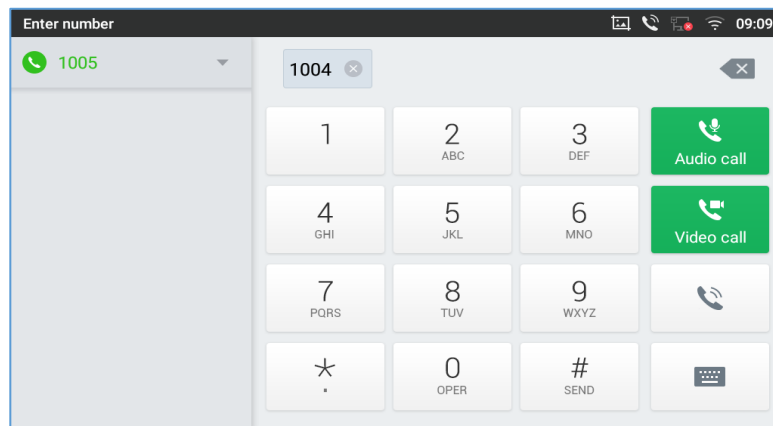 Enter number 09:09
1005
1004
1 2 3 Audio call
ABC DEF
4 5 6 Video call
GHI JKL MNO
7 8 9
PQRS TUV WXYZ
* 0 #
. OPER SEND